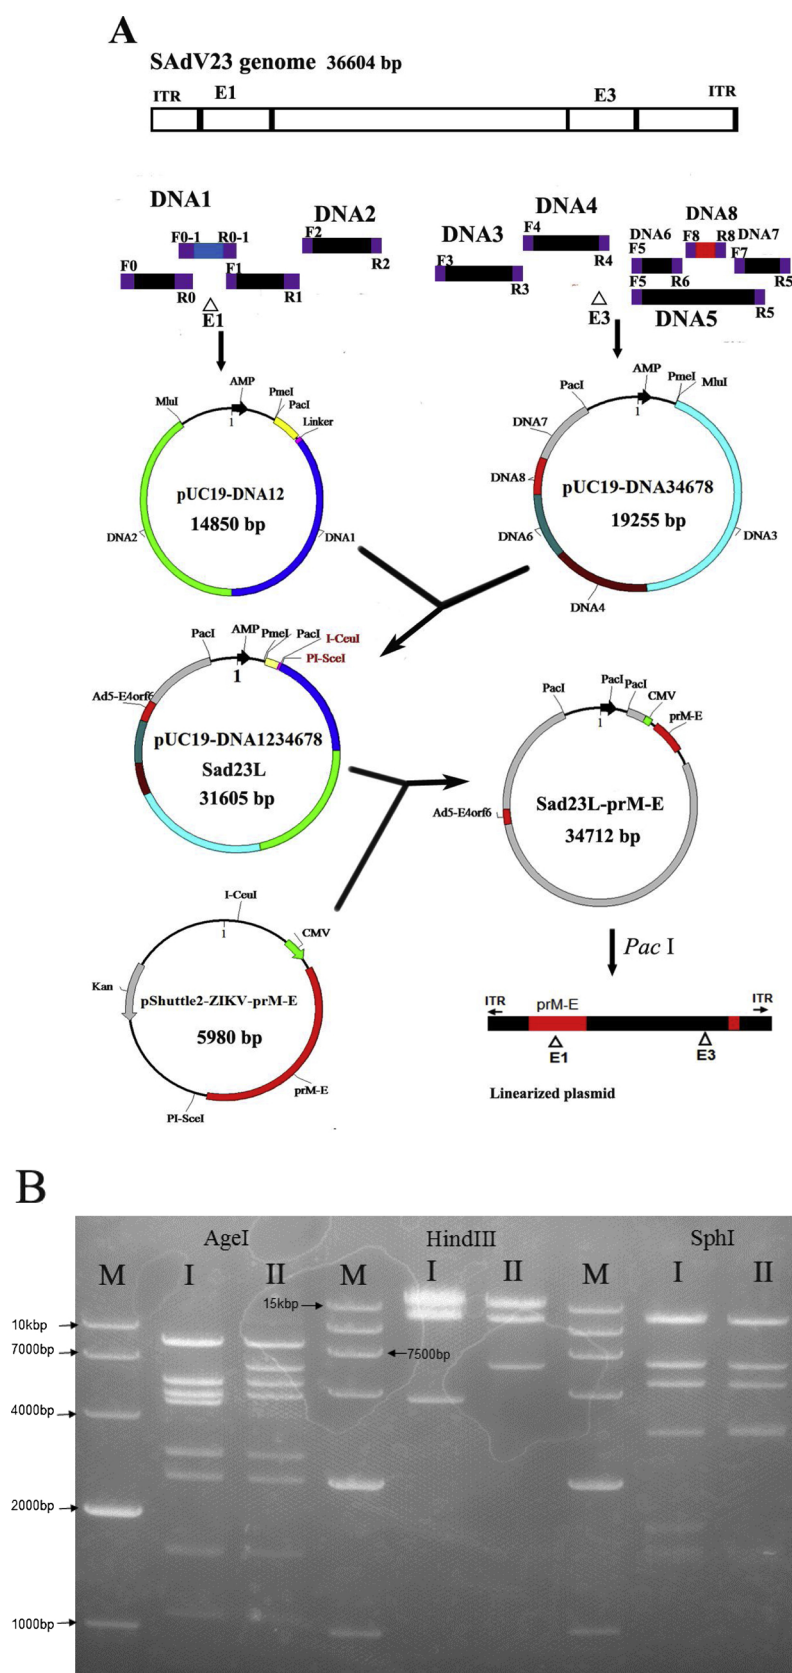 A
SAdV23 genome 36604 bp
ITR E1 E3 ITR
DNA1 DNA2 DNA3 DNA4 DNA8
DNA6 DNA7
F0-1 R0-1 F2 F4 F5 F8 R8 F7
F0 F1 R2 F3 R4 R6 R5
R0 R1 R3 F5
E1 E3 DNA5 R5
AMP
MluI PmeI
PacI
1 Linker
pUC19-DNA12
14850 bp
DNA2 DNA1
AMP
PacI PmeI
MluI
1
DNA7
DNA8
pUC19-DNA34678
19255 bp
DNA6 DNA3
DNA4
PacI AMP PmeI PacI
I-CeuI
PI-SceI
1
Ad5-E4orf6
pUC19-DNA1234678
Sad23L
31605 bp
PacI PacI PacI
CMV
1 prM-E
Sad23L-prM-E
Ad5-E4orf6
34712 bp
I-CeuI
1
CMV
Kan
pShuttle2-ZIKV-prM-E
5980 bp
prM-E
PI-SceI
Pac I
ITR prM-E ITR
E1 E3
Linearized plasmid
B
AgeI HindIII SphI
M I II M I II M I II
15kbp
10kbp
7000bp
7500bp
4000bp
2000bp
1000bp